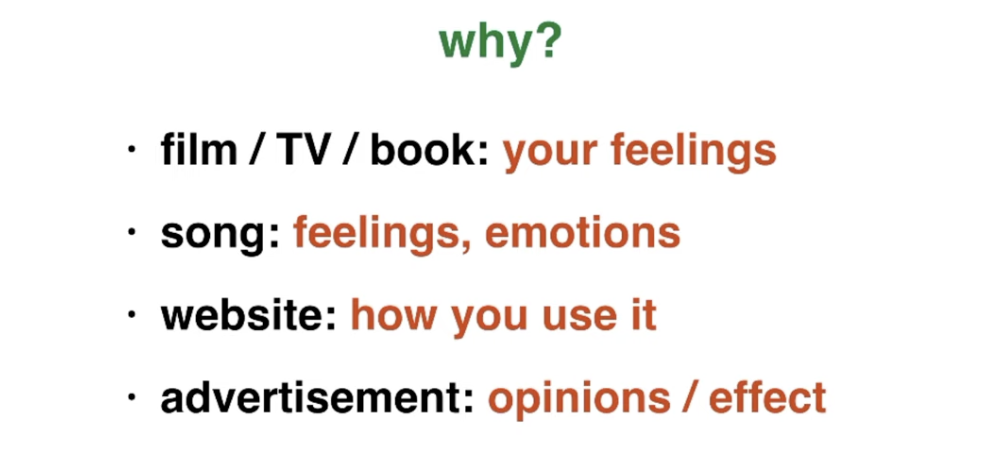 why?
· film / TV / book: your feelings
· song: feelings, emotions
· website: how you use it
· advertisement: opinions / effect